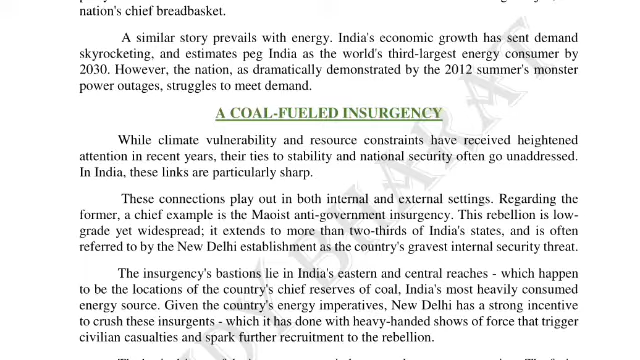 nation's chief breadbasket.
A similar story prevails with energy. India's economic growth has sent demand
skyrocketing, and estimates peg India as the world's third-largest energy consumer by
2030. However, the nation, as dramatically demonstrated by the 2012 summer's monster
power outages, struggles to meet demand.
A COAL-FUELED INSURGENCY
While climate vulnerability and resource constraints have received heightened
attention in recent years, their ties to stability and national security often go unaddressed.
In India, these links are particularly sharp.
These connections play out in both internal and external settings. Regarding the
former, a chief example is the Maoist anti-government insurgency. This rebellion is low-
grade yet widespread; it extends to more than two-thirds of India's states, and is often
referred to by the New Delhi establishment as the country's gravest internal security threat.
The insurgency's bastions lie in India's eastern and central reaches - which happen
to be the locations of the country's chief reserves of coal, India's most heavily consumed
energy source. Given the country's energy imperatives, New Delhi has a strong incentive
to crush these insurgents - which it has done with heavy-handed shows of force that trigger
civilian casualties and spark further recruitment to the rebellion.
BHARAT